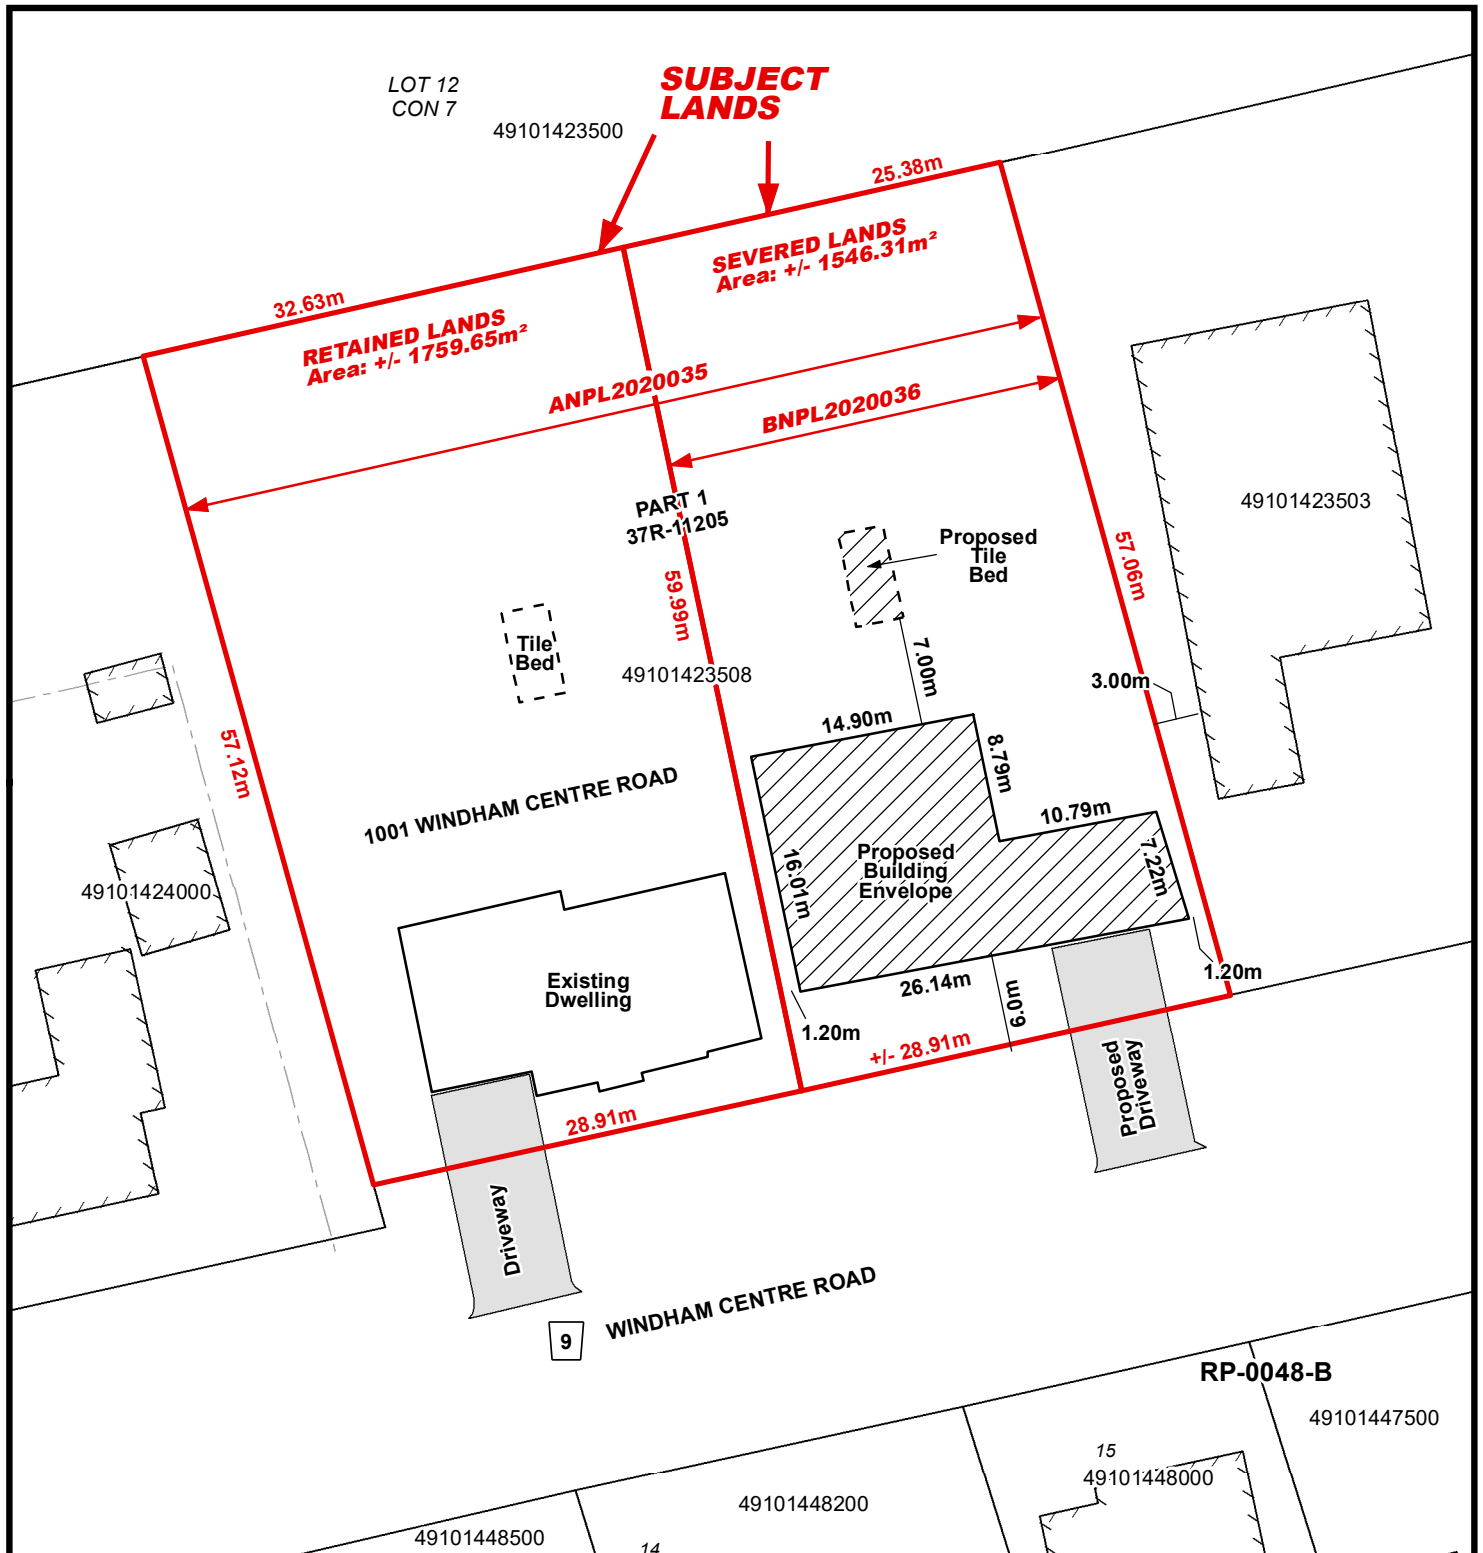 LOT 12
CON 7
49101423500
SUBJECT
LANDS
25.38m
32.63m
SEVERED LANDS
Area: +/- 1546.31m²
RETAINED LANDS
Area: +/- 1759.65m²
ANPL2020035
BNPL2020036
PART 1
37R-11205
49101423503
Proposed
Tile
Bed
57.06m
59.99m
Tile
Bed
49101423508
7.00m
3.00m
14.90m
8.79m
57.12m
1001 WINDHAM CENTRE ROAD
10.79m
Proposed
Building
Envelope
16.01m
7.22m
49101424000
Existing
Dwelling
26.14m
6.0m
1.20m
1.20m
+/- 28.91m
28.91m
Proposed
Driveway
Driveway
9
WINDHAM CENTRE ROAD
RP-0048-B
49101447500
15
49101448000
49101448200
49101448500
14